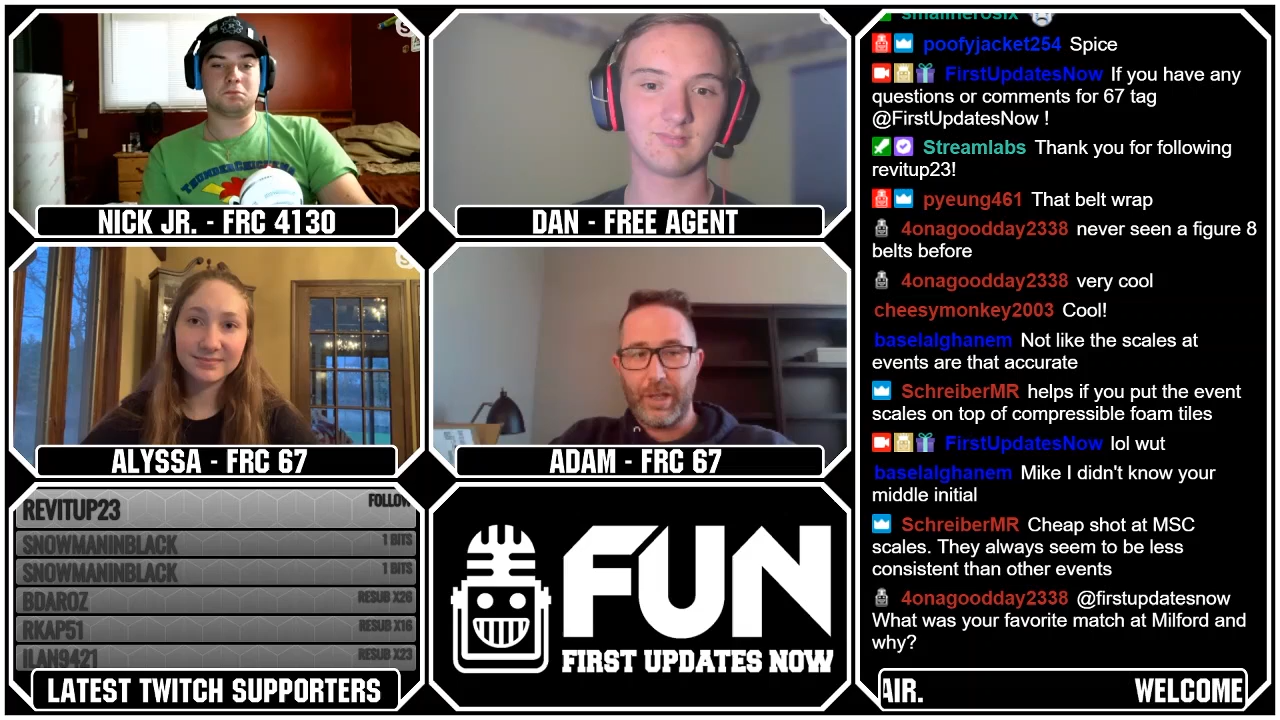 THUNDERCHICKENS
NICK JR. - FRC 4130
DAN - FREE AGENT
ALYSSA - FRC 67
ADAM - FRC 67
REVITUP23 FOLLOW
SNOWMANINBLACK 1 BITS
SNOWMANINBLACK 1 BITS
BDAROZ RESUB X26
RKAP51 RESUB X16
ILAN9421 RESUB X23
LATEST TWITCH SUPPORTERS
FUN
FIRST UPDATES NOW
smallherosix
poofyjacket254 Spice
FirstUpdatesNow If you have any
questions or comments for 67 tag
@FirstUpdatesNow !
Streamlabs Thank you for following
revitup23!
pyeung461 That belt wrap
4onagoodday2338 never seen a figure 8
belts before
4onagoodday2338 very cool
cheesymonkey2003 Cool!
baselalghanem Not like the scales at
events are that accurate
SchreiberMR helps if you put the event
scales on top of compressible foam tiles
FirstUpdatesNow lol wut
baselalghanem Mike I didn't know your
middle initial
SchreiberMR Cheap shot at MSC
scales. They always seem to be less
consistent than other events
4onagoodday2338 @firstupdatesnow
What was your favorite match at Milford and
why?
AIR. WELCOME